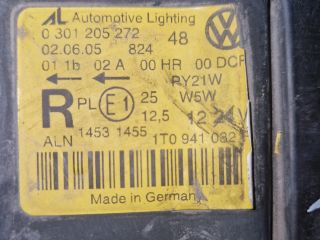 AL Automotive Lighting
0 301 205 272 48
02.06.05 824
01 1b 02 A 00 HR 00 DCR
PY21W
R PL E1 25 W5W
12,5 12 24V
ALN 1453 1455 1T0 941 032
Made in Germany